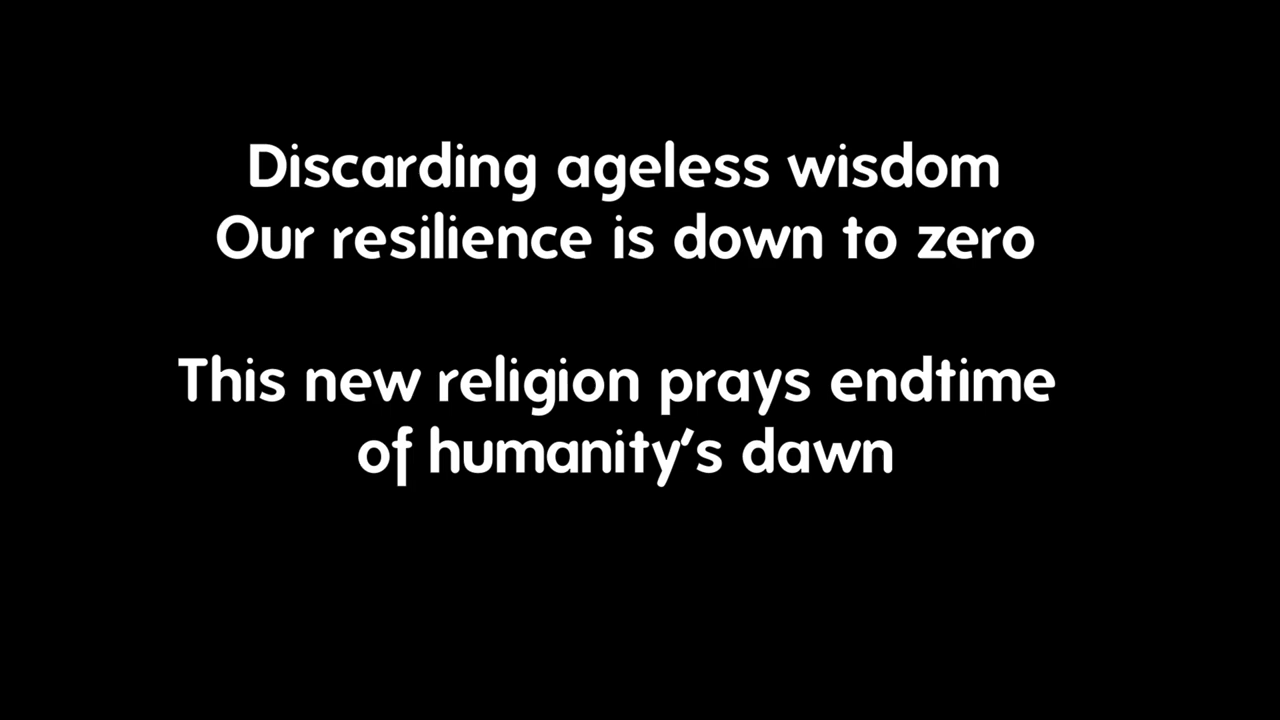 Discarding ageless wisdom
Our resilience is down to zero
This new religion prays endtime
of humanity's dawn